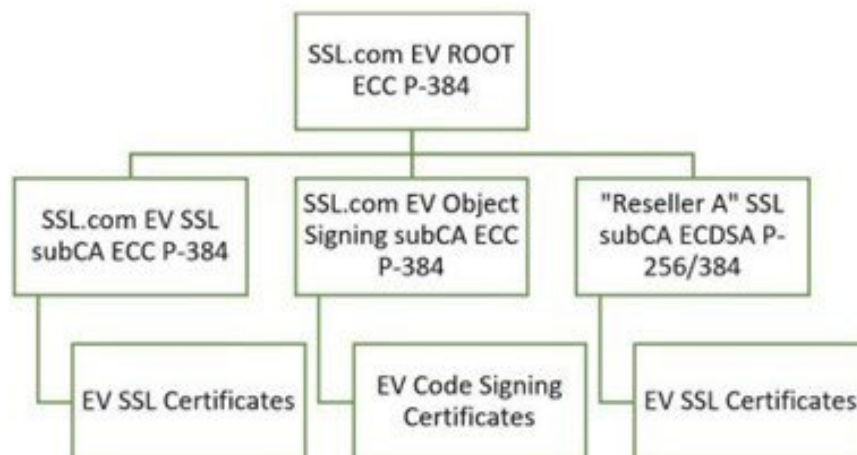 SSL.com EV ROOT
ECC P-384
SSL.com EV SSL
subCA ECC P-384
SSL.com EV Object
Signing subCA ECC
P-384
"Reseller A" SSL
subCA ECDSA P-
256/384
EV SSL Certificates
EV Code Signing
Certificates
EV SSL Certificates